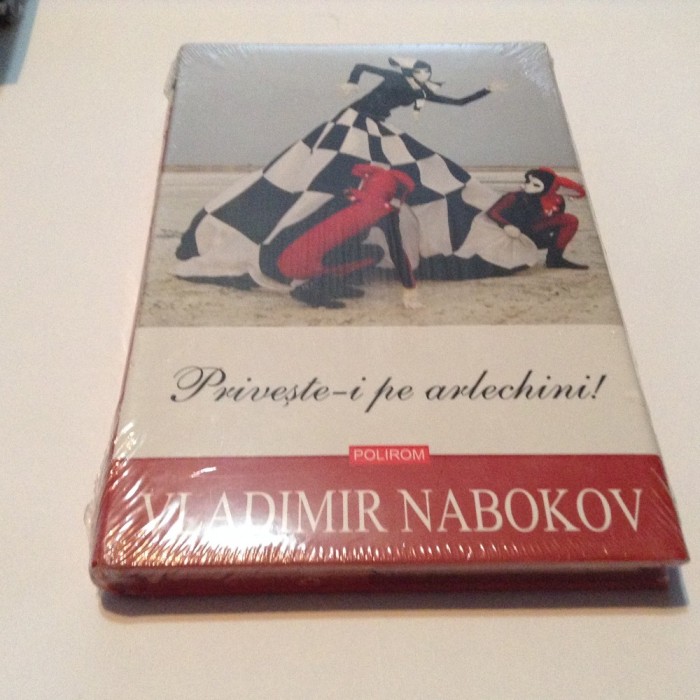 Privește-i pe arlechini!
POLIROM
VLADIMIR NABOKOV